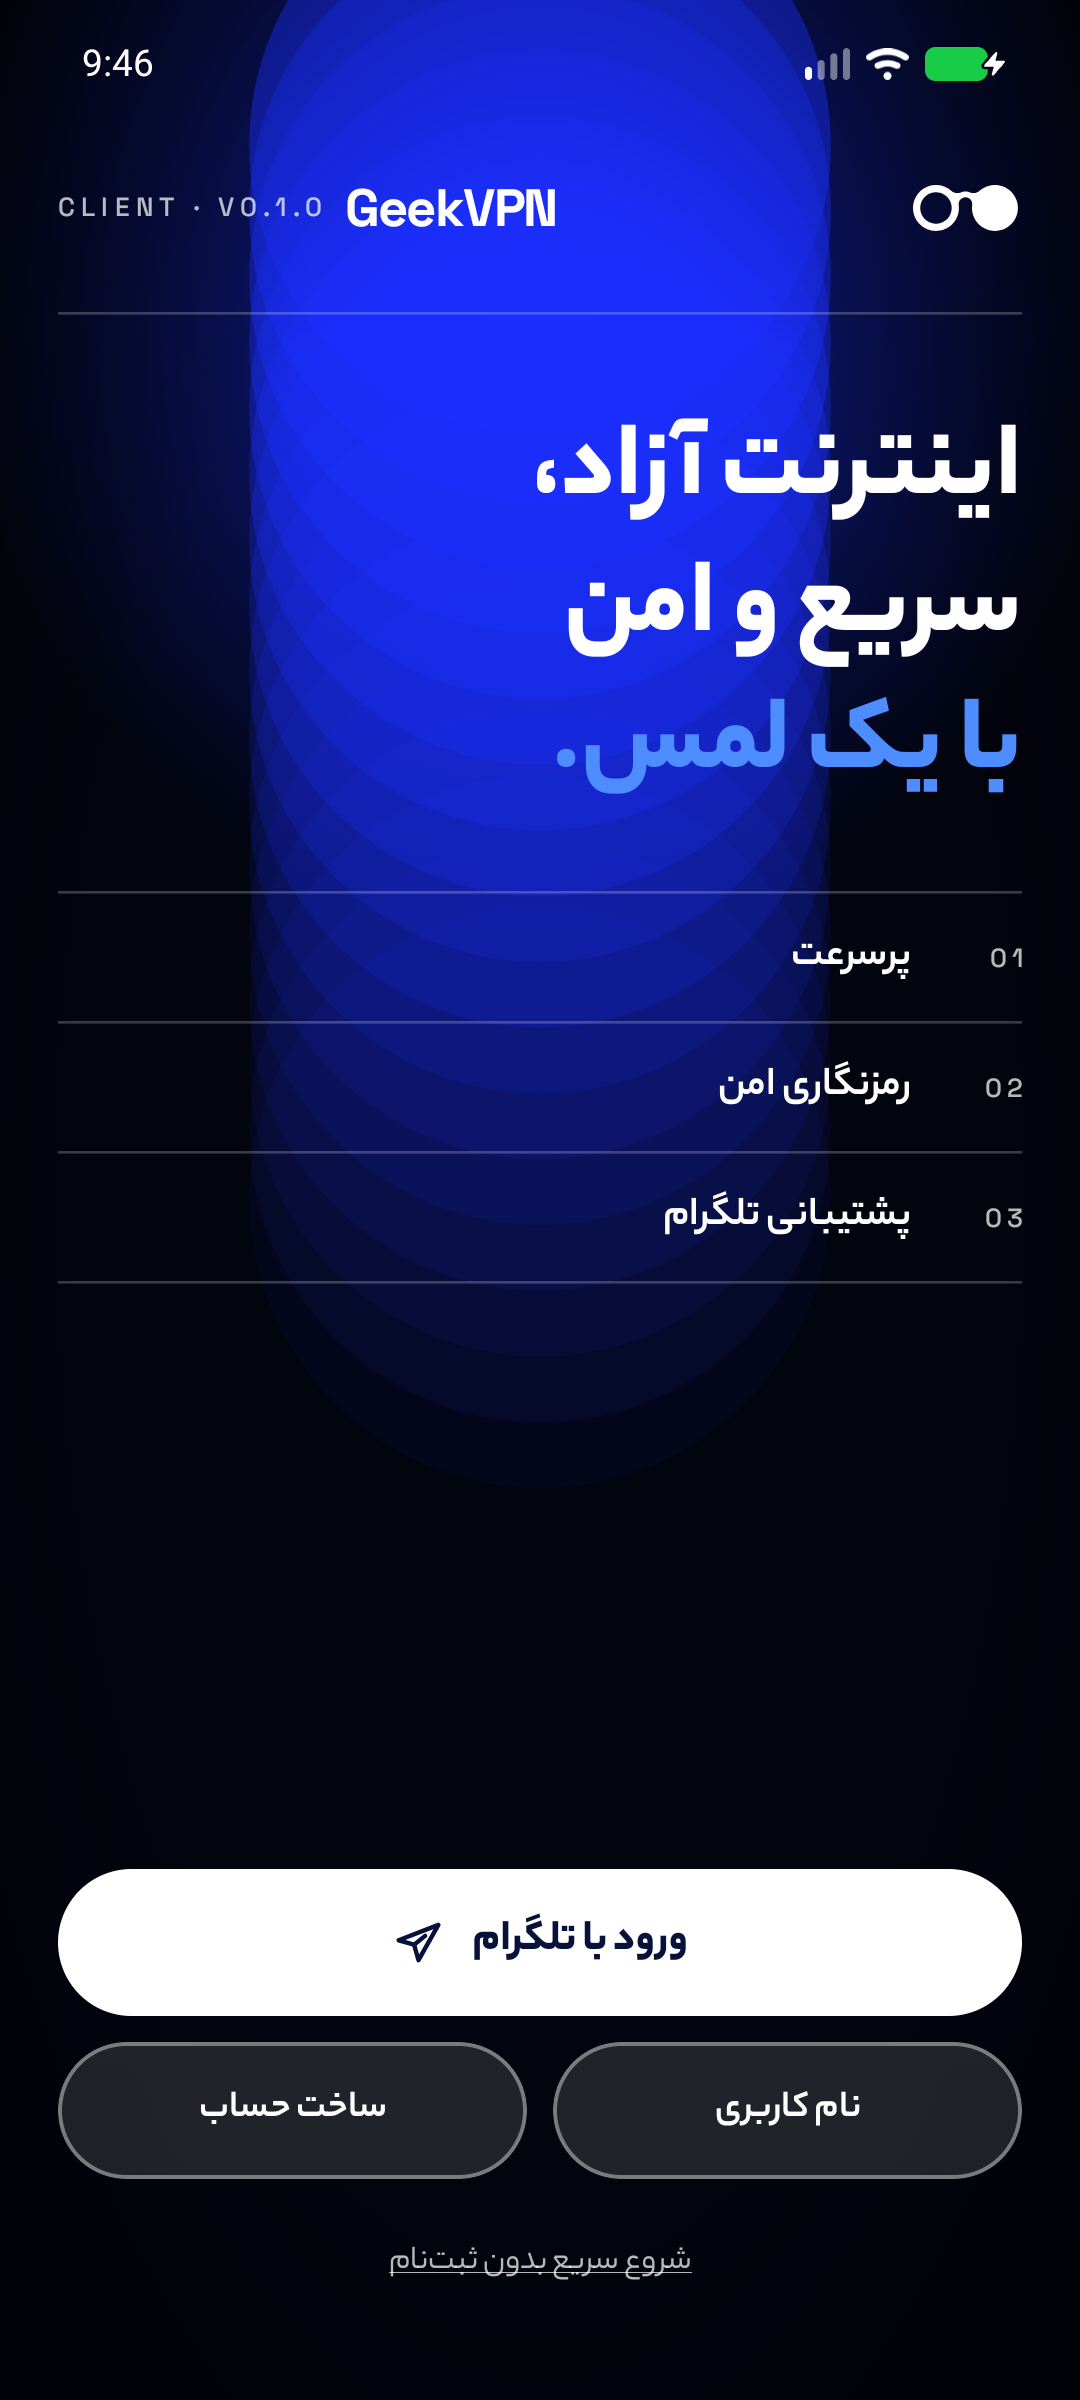 9:46
CLIENT · V0.1.0 GeekVPN
اینترنت آزاد،
سریع و امن
با یک لمس.
01 پرسرعت
02 رمزنگاری امن
03 پشتیبانی تلگرام
ورود با تلگرام
نام کاربری
ساخت حساب
شروع سریع بدون ثبت‌نام